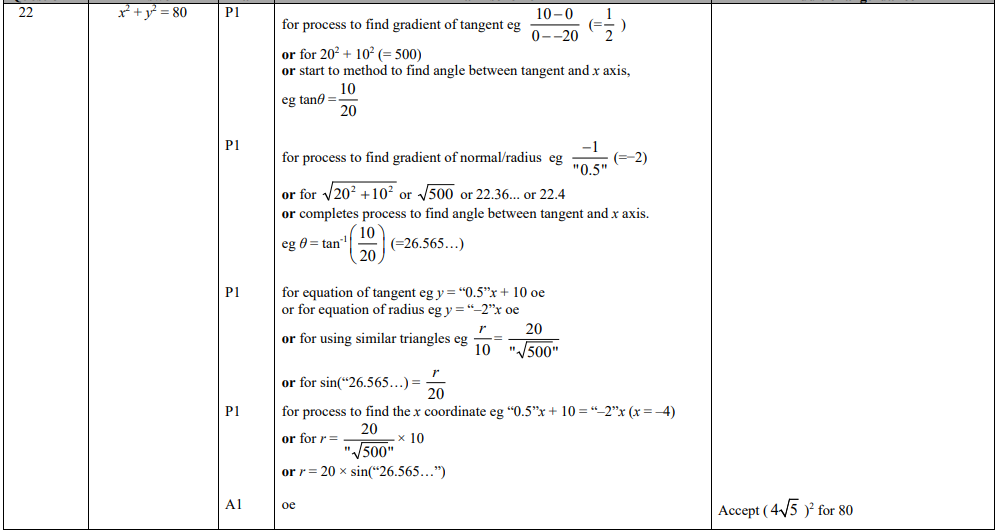 22 x² + y² = 80 P1 for process to find gradient of tangent eg (10−0)/(0−−20) (=1/2)
or for 20² + 10² (= 500)
or start to method to find angle between tangent and x axis,
eg tanθ = 10/20
P1 for process to find gradient of normal/radius eg −1/"0.5" (=−2)
or for √(20² +10²) or √500 or 22.36... or 22.4
or completes process to find angle between tangent and x axis.
eg θ = tan⁻¹(10/20) (=26.565…)
P1 for equation of tangent eg y = “0.5”x + 10 oe
or for equation of radius eg y = “–2”x oe
or for using similar triangles eg r/10 = 20/"√500"
or for sin(“26.565…) = r/20
P1 for process to find the x coordinate eg “0.5”x + 10 = “–2”x (x = –4)
or for r = 20/"√500" × 10
or r = 20 × sin(“26.565…”)
A1 oe Accept ( 4√5 )² for 80